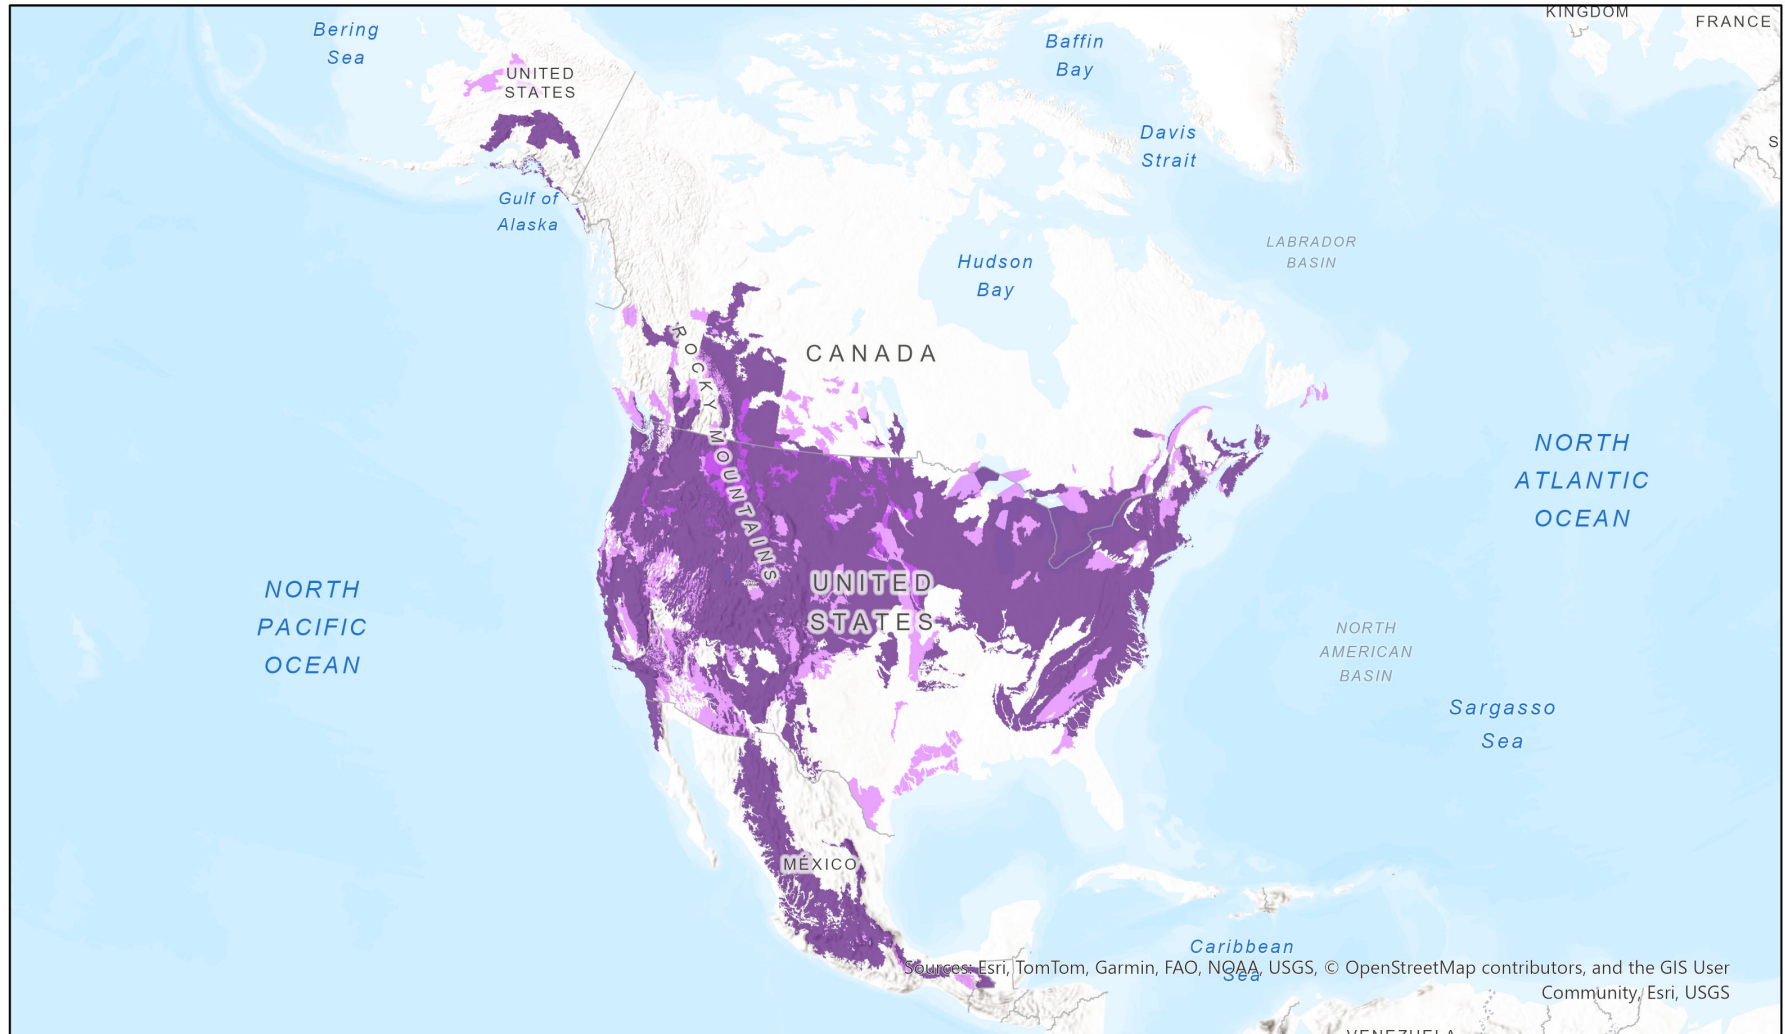 KINGDOM
FRANCE
Bering
Sea
Baffin
Bay
UNITED
STATES
Davis
Strait
S
Gulf of
Alaska
LABRADOR
BASIN
Hudson
Bay
CANADA
ROCKY MOUNTAINS
NORTH
ATLANTIC
OCEAN
NORTH
PACIFIC
OCEAN
UNITED
STATES
NORTH
AMERICAN
BASIN
Sargasso
Sea
MÉXICO
Caribbean
Sea
Sources: Esri, TomTom, Garmin, FAO, NOAA, USGS, © OpenStreetMap contributors, and the GIS User
Community, Esri, USGS
VENEZUELA